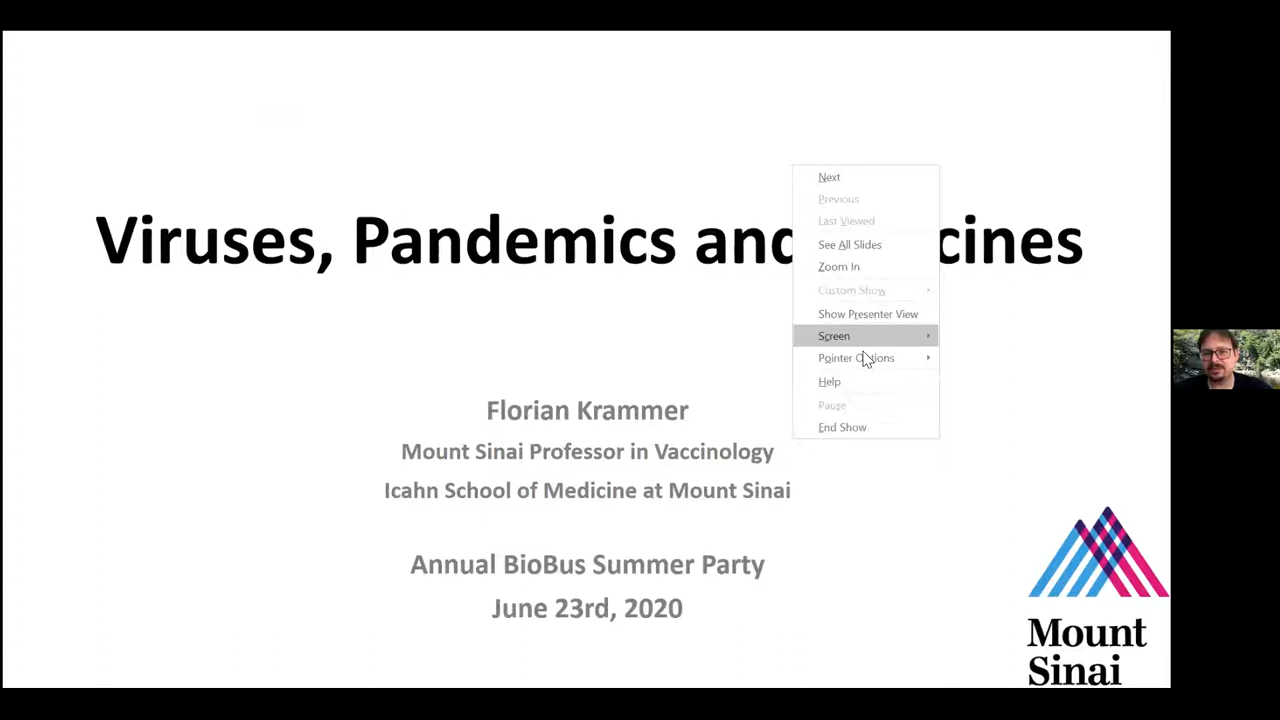 Viruses, Pandemics and cines
Next
Previous
Last Viewed
See All Slides
Zoom In
Custom Show
Show Presenter View
Screen
Pointer Options
Help
Pause
End Show
Florian Krammer
Mount Sinai Professor in Vaccinology
Icahn School of Medicine at Mount Sinai
Annual BioBus Summer Party
June 23rd, 2020
Mount
Sinai